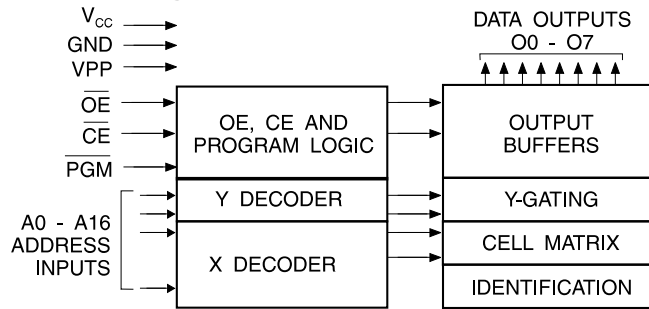 V_CC
GND
VPP
OE
CE
PGM
A0 - A16
ADDRESS
INPUTS
OE, CE AND
PROGRAM LOGIC
Y DECODER
X DECODER
DATA OUTPUTS
O0 - O7
OUTPUT
BUFFERS
Y-GATING
CELL MATRIX
IDENTIFICATION